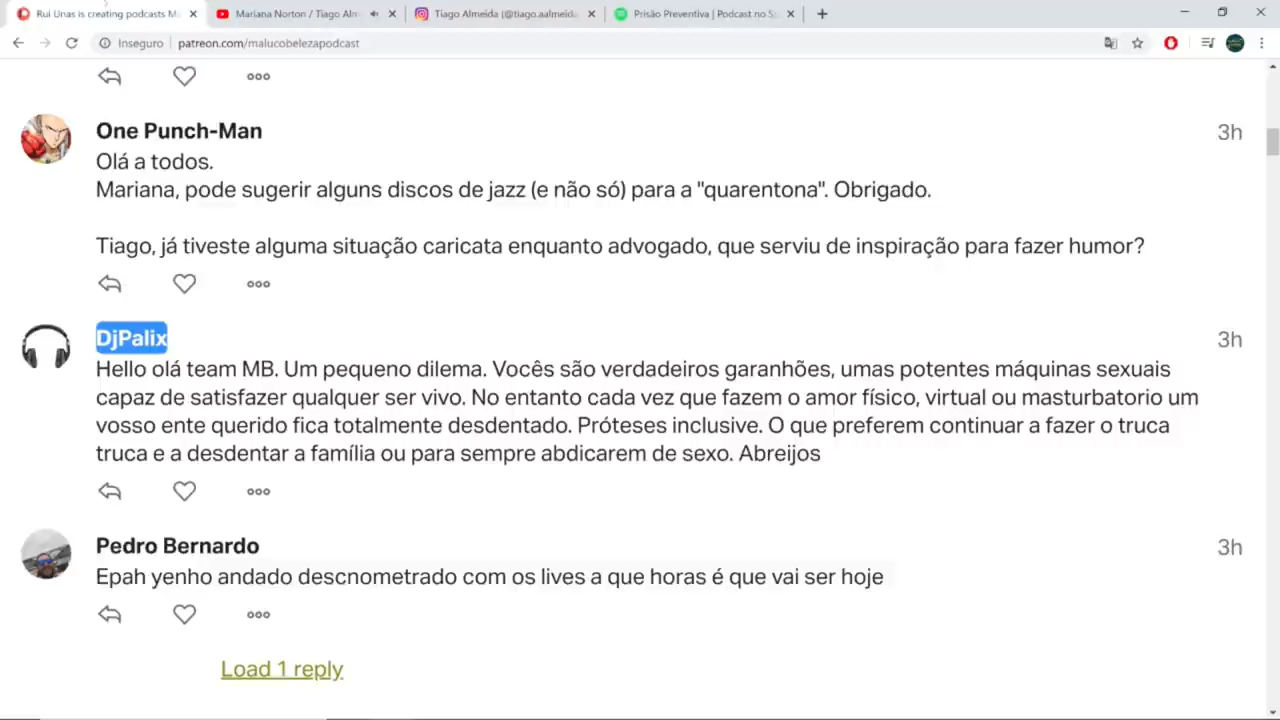 Rui Unas is creating podcasts M
Mariana Norton / Tiago Alm
Tiago Almeida (@tiago.aalmeida
Prisão Preventiva | Podcast no S
Inseguro
patreon.com/malucobelezapodcast
One Punch-Man
3h
Olá a todos.
Mariana, pode sugerir alguns discos de jazz (e não só) para a "quarentona". Obrigado.
Tiago, já tiveste alguma situação caricata enquanto advogado, que serviu de inspiração para fazer humor?
DjPalix
3h
Hello olá team MB. Um pequeno dilema. Vocês são verdadeiros garanhões, umas potentes máquinas sexuais
capaz de satisfazer qualquer ser vivo. No entanto cada vez que fazem o amor físico, virtual ou masturbatorio um
vosso ente querido fica totalmente desdentado. Próteses inclusive. O que preferem continuar a fazer o truca
truca e a desdentar a família ou para sempre abdicarem de sexo. Abreijos
Pedro Bernardo
3h
Epah yenho andado descnometrado com os lives a que horas é que vai ser hoje
Load 1 reply